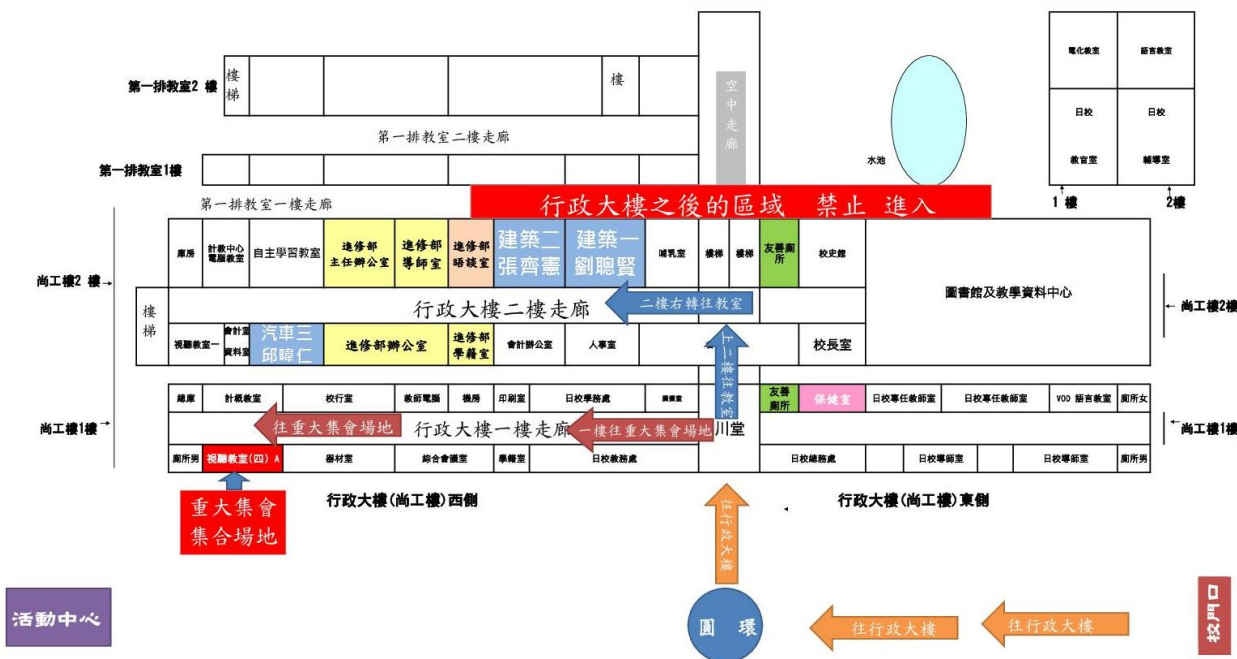 電化教室
語言教室
第一排教室2 樓
樓梯
樓
空中走廊
日校
教官室
日校
輔導室
第一排教室二樓走廊
水池
第一排教室1樓
1 樓
2樓
第一排教室一樓走廊
行政大樓之後的區域 禁止 進入
尚工樓2 樓
庫房
計教中心
電腦教室
自主學習教室
進修部
主任辦公室
進修部
導師室
進修部
晤談室
建築二
張齊憲
建築一
劉聰賢
哺乳室
樓梯
樓梯
友善廁所
校史館
圖書館及教學資料中心
尚工樓2樓
樓梯
行政大樓二樓走廊
二樓右轉往教室
視聽教室一
會計室
資料室
汽車三
邱暐仁
進修部辦公室
進修部
學籍室
會計辦公室
人事室
上二樓往教室
校長室
尚工樓1樓
總庫
計概教室
校行室
教師電腦
機房
印刷室
日校學務處
友善
廁所
保健室
日校專任教師室
日校專任教師室
VOD 語言教室
廁所女
往重大集會場地
行政大樓一樓走廊
一樓往重大集會場地
川堂
尚工樓1樓
廁所男
視聽教室(四) A
器材室
綜合會議室
學籍室
日校教務處
日校總務處
日校導師室
日校導師室
廁所男
重大集會
集合場地
行政大樓(尚工樓)西側
往行政大樓
行政大樓(尚工樓)東側
活動中心
圓 環
往行政大樓
往行政大樓
校門口